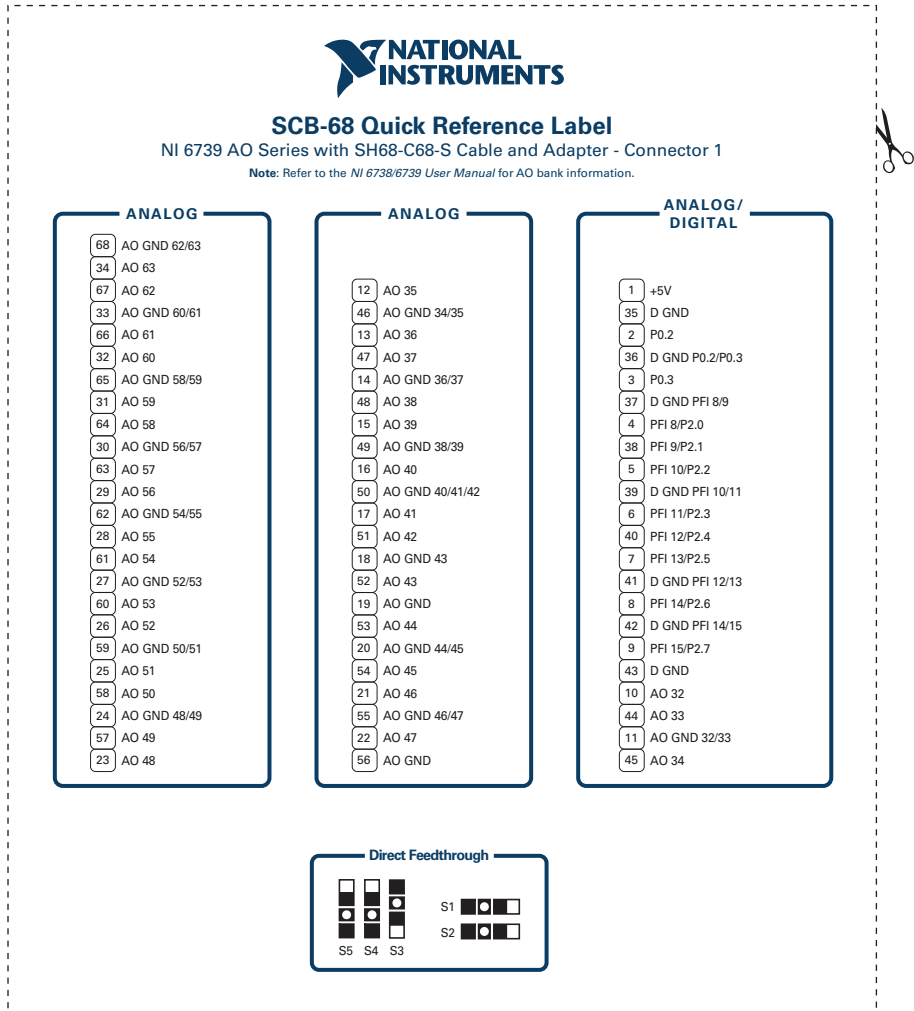 NATIONAL
INSTRUMENTS
SCB-68 Quick Reference Label
NI 6739 AO Series with SH68-C68-S Cable and Adapter - Connector 1
Note: Refer to the NI 6738/6739 User Manual for AO bank information.
ANALOG
68 AO GND 62/63
34 AO 63
67 AO 62
33 AO GND 60/61
66 AO 61
32 AO 60
65 AO GND 58/59
31 AO 59
64 AO 58
30 AO GND 56/57
63 AO 57
29 AO 56
62 AO GND 54/55
28 AO 55
61 AO 54
27 AO GND 52/53
60 AO 53
26 AO 52
59 AO GND 50/51
25 AO 51
58 AO 50
24 AO GND 48/49
57 AO 49
23 AO 48
ANALOG
12 AO 35
46 AO GND 34/35
13 AO 36
47 AO 37
14 AO GND 36/37
48 AO 38
15 AO 39
49 AO GND 38/39
16 AO 40
50 AO GND 40/41/42
17 AO 41
51 AO 42
18 AO GND 43
52 AO 43
19 AO GND
53 AO 44
20 AO GND 44/45
54 AO 45
21 AO 46
55 AO GND 46/47
22 AO 47
56 AO GND
ANALOG/
DIGITAL
1 +5V
35 D GND
2 P0.2
36 D GND P0.2/P0.3
3 P0.3
37 D GND PFI 8/9
4 PFI 8/P2.0
38 PFI 9/P2.1
5 PFI 10/P2.2
39 D GND PFI 10/11
6 PFI 11/P2.3
40 PFI 12/P2.4
7 PFI 13/P2.5
41 D GND PFI 12/13
8 PFI 14/P2.6
42 D GND PFI 14/15
9 PFI 15/P2.7
43 D GND
10 AO 32
44 AO 33
11 AO GND 32/33
45 AO 34
Direct Feedthrough
S5 S4 S3
S1
S2